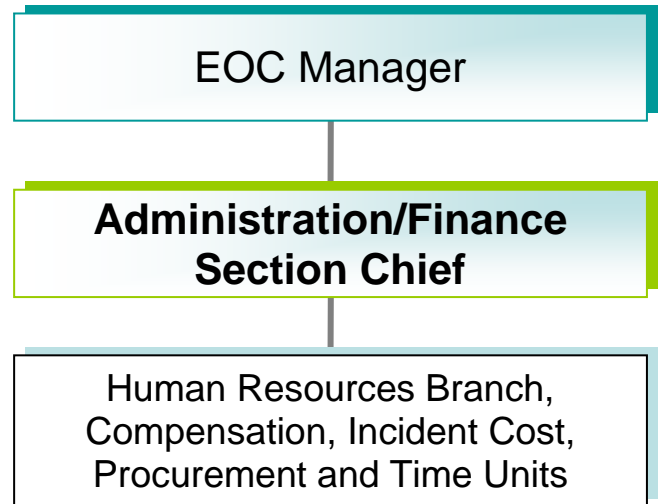 EOC Manager
Administration/Finance
Section Chief
Human Resources Branch,
Compensation, Incident Cost,
Procurement and Time Units